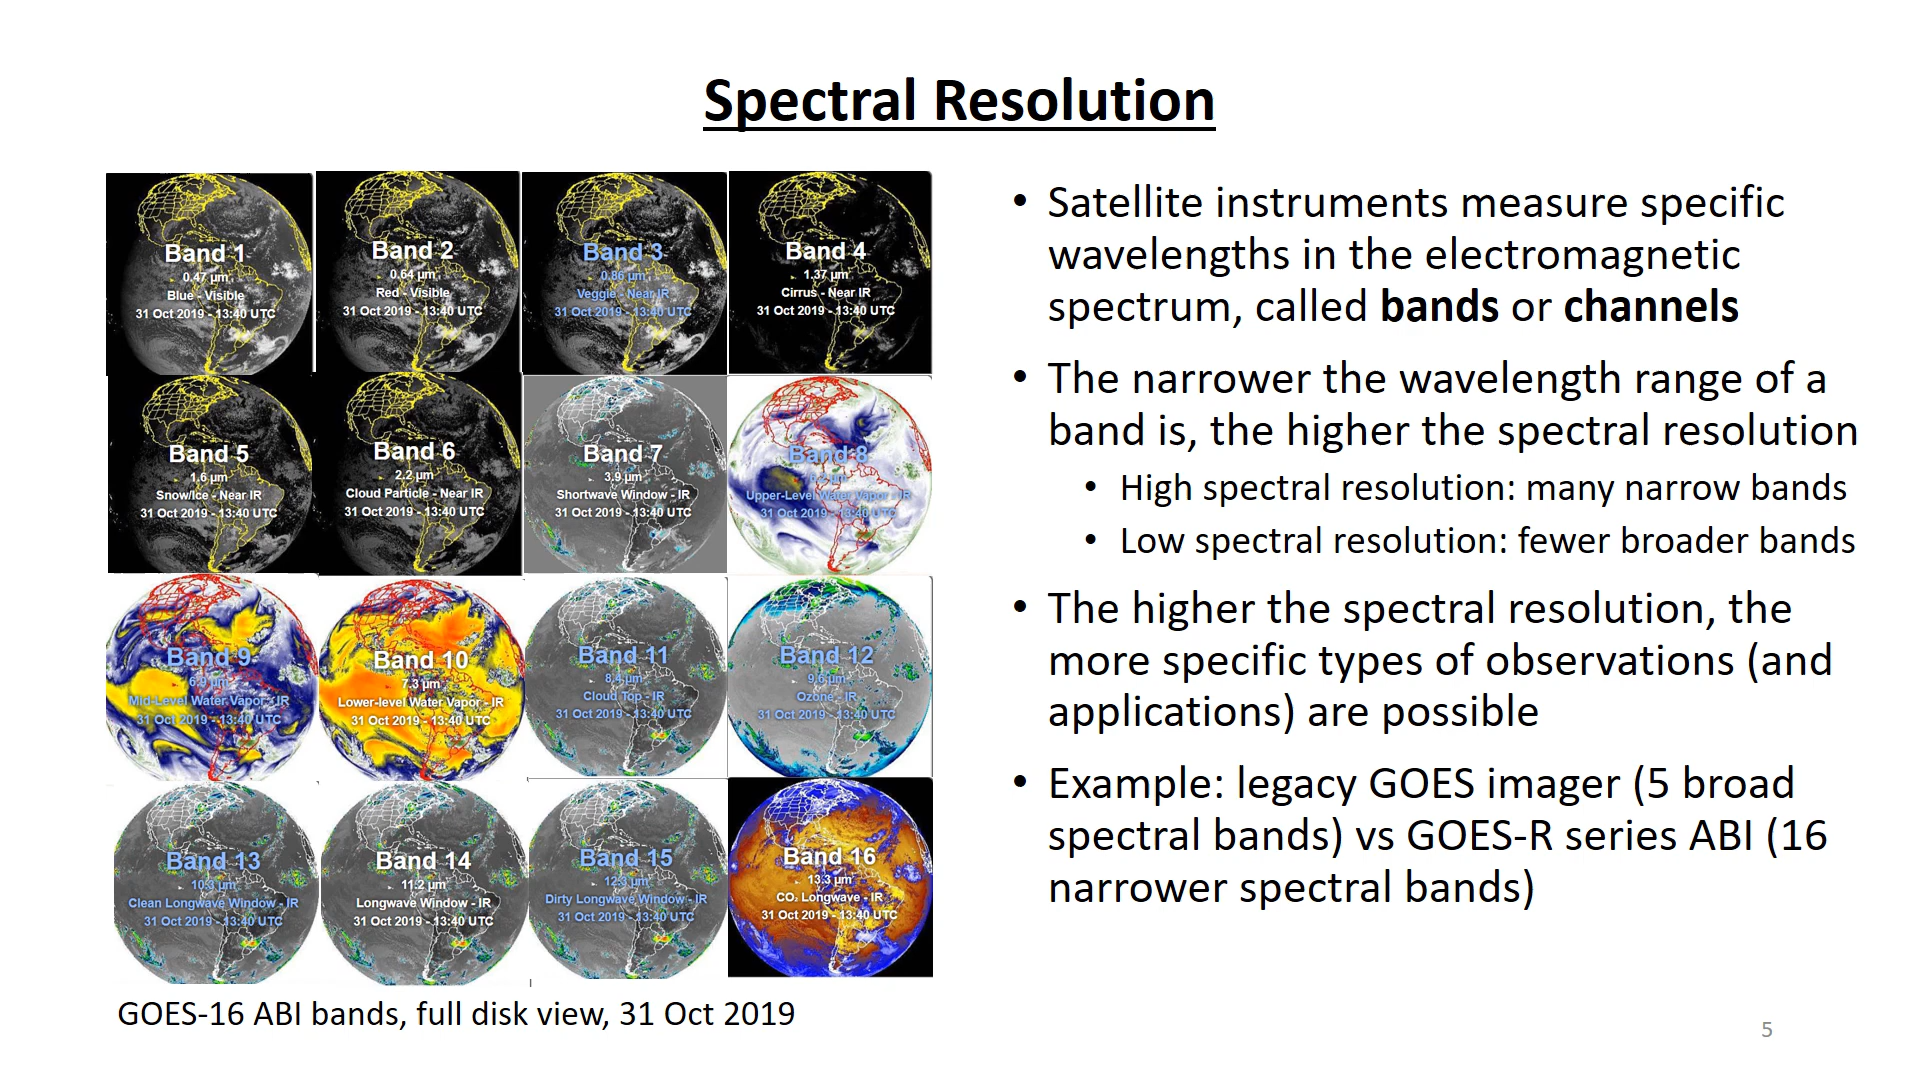 Spectral Resolution
Band 1
0.47 µm
Blue - Visible
31 Oct 2019 - 13:40 UTC
Band 2
0.64 µm
Red - Visible
31 Oct 2019 - 13:40 UTC
Band 3
0.86 µm
Veggie - Near IR
31 Oct 2019 - 13:40 UTC
Band 4
1.37 µm
Cirrus - Near IR
31 Oct 2019 - 13:40 UTC
Band 5
1.6 µm
Snow/Ice - Near IR
31 Oct 2019 - 13:40 UTC
Band 6
2.2 µm
Cloud Particle - Near IR
31 Oct 2019 - 13:40 UTC
Band 7
3.9 µm
Shortwave Window - IR
31 Oct 2019 - 13:40 UTC
Band 8
Upper-Level Water Vapor - IR
31 Oct 2019 - 13:40 UTC
Band 9
6.9 µm
Mid-Level Water Vapor - IR
31 Oct 2019 - 13:40 UTC
Band 10
7.3 µm
Lower-level Water Vapor - IR
31 Oct 2019 - 13:40 UTC
Band 11
8.4 µm
Cloud Top - IR
31 Oct 2019 - 13:40 UTC
Band 12
9.6 µm
Ozone - IR
31 Oct 2019 - 13:40 UTC
Band 13
10.3 µm
Clean Longwave Window - IR
31 Oct 2019 - 13:40 UTC
Band 14
11.2 µm
Longwave Window - IR
31 Oct 2019 - 13:40 UTC
Band 15
12.3 µm
Dirty Longwave Window - IR
31 Oct 2019 - 13:40 UTC
Band 16
13.3 µm
CO₂ Longwave - IR
31 Oct 2019 - 13:40 UTC
GOES-16 ABI bands, full disk view, 31 Oct 2019
• Satellite instruments measure specific
wavelengths in the electromagnetic
spectrum, called bands or channels
• The narrower the wavelength range of a
band is, the higher the spectral resolution
• High spectral resolution: many narrow bands
• Low spectral resolution: fewer broader bands
• The higher the spectral resolution, the
more specific types of observations (and
applications) are possible
• Example: legacy GOES imager (5 broad
spectral bands) vs GOES-R series ABI (16
narrower spectral bands)
5